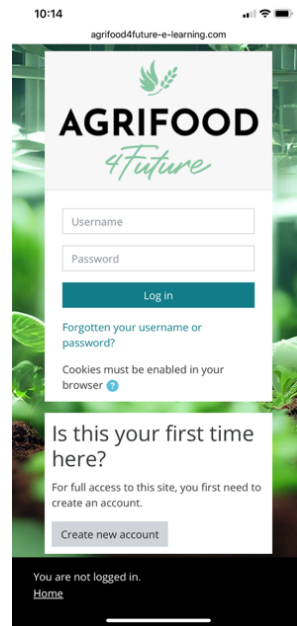 10:14
agrifood4future-e-learning.com
AGRIFOOD
4Future
Username
Password
Log in
Forgotten your username or
password?
Cookies must be enabled in your
browser ?
Is this your first time
here?
For full access to this site, you first need to
create an account.
Create new account
You are not logged in.
Home